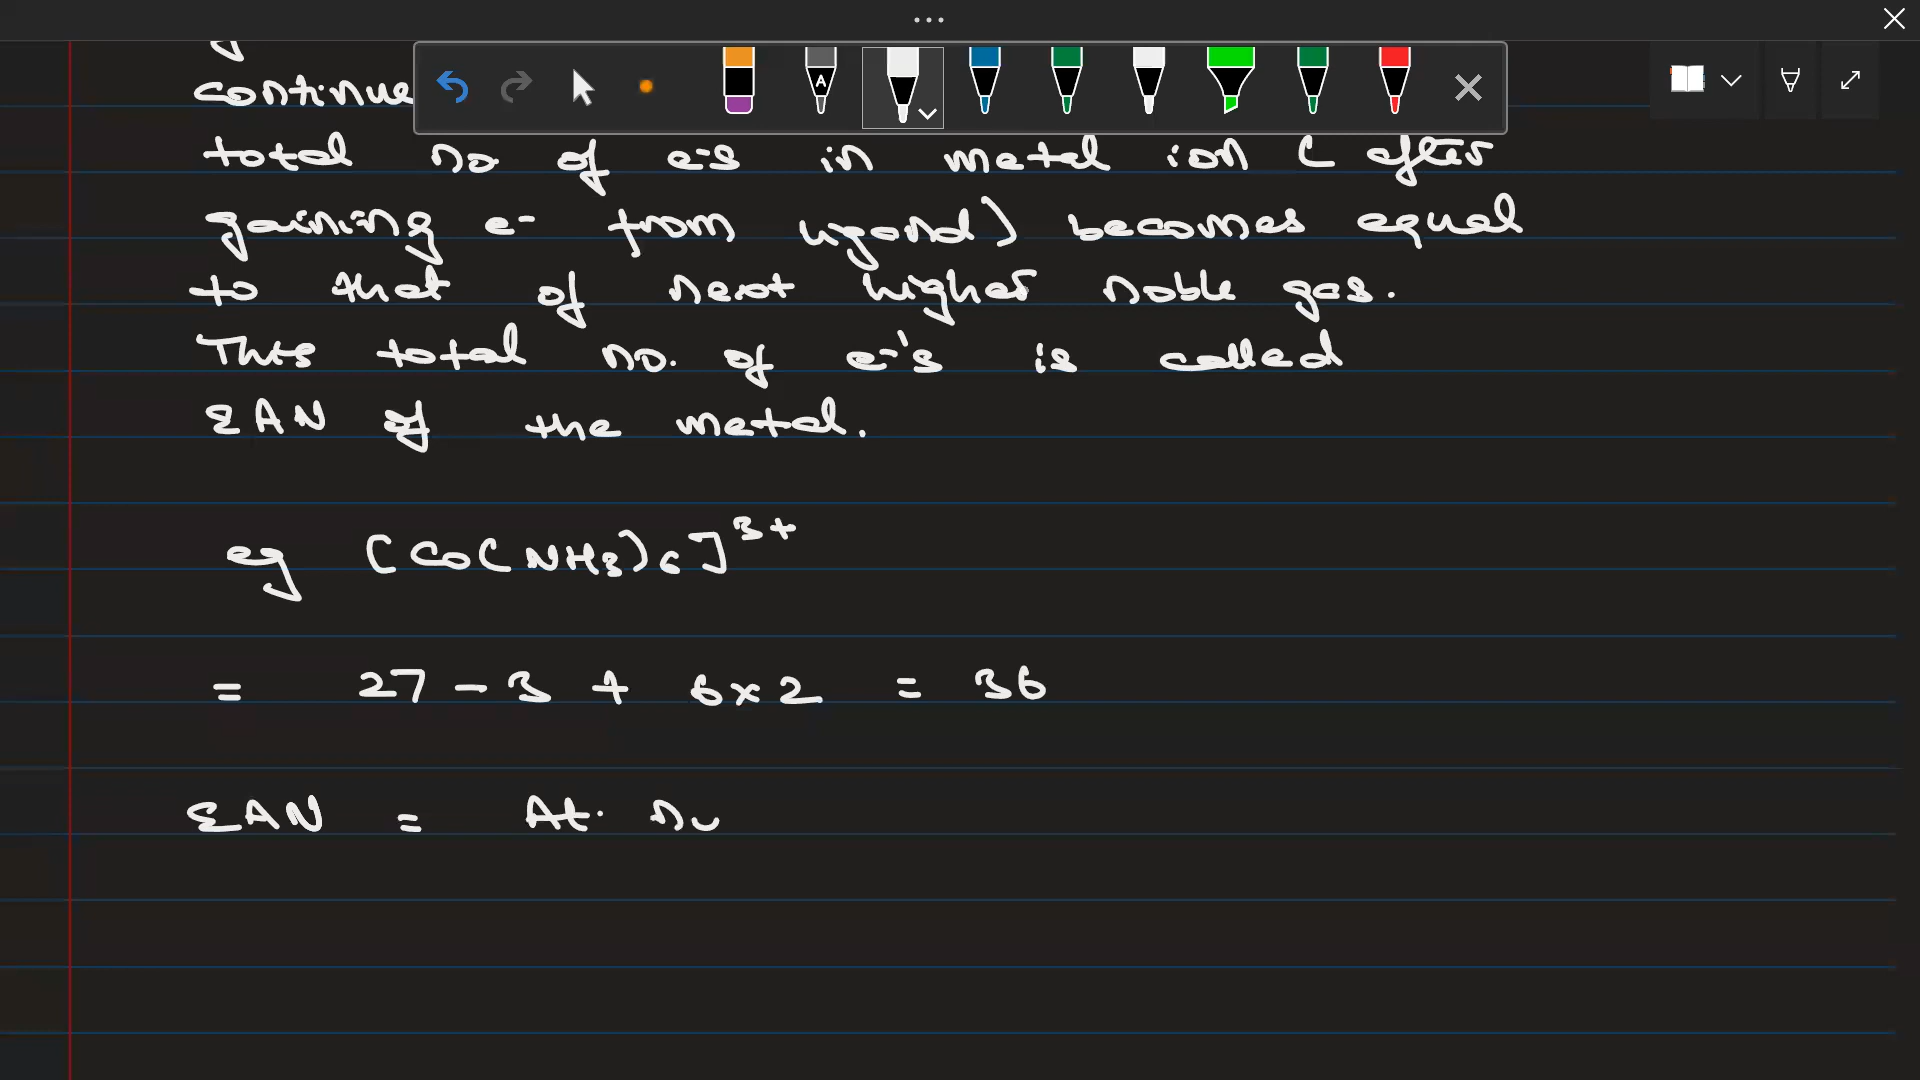 continue
total no of e-s in metal ion ( after
gaining e- from ligand) becomes equal
to that of next higher noble gas.
This total no. of e-'s is called
EAN of the metal.
eg [Co(NH3)6]3+
= 27 - 3 + 6 x 2 = 36
EAN = At. no